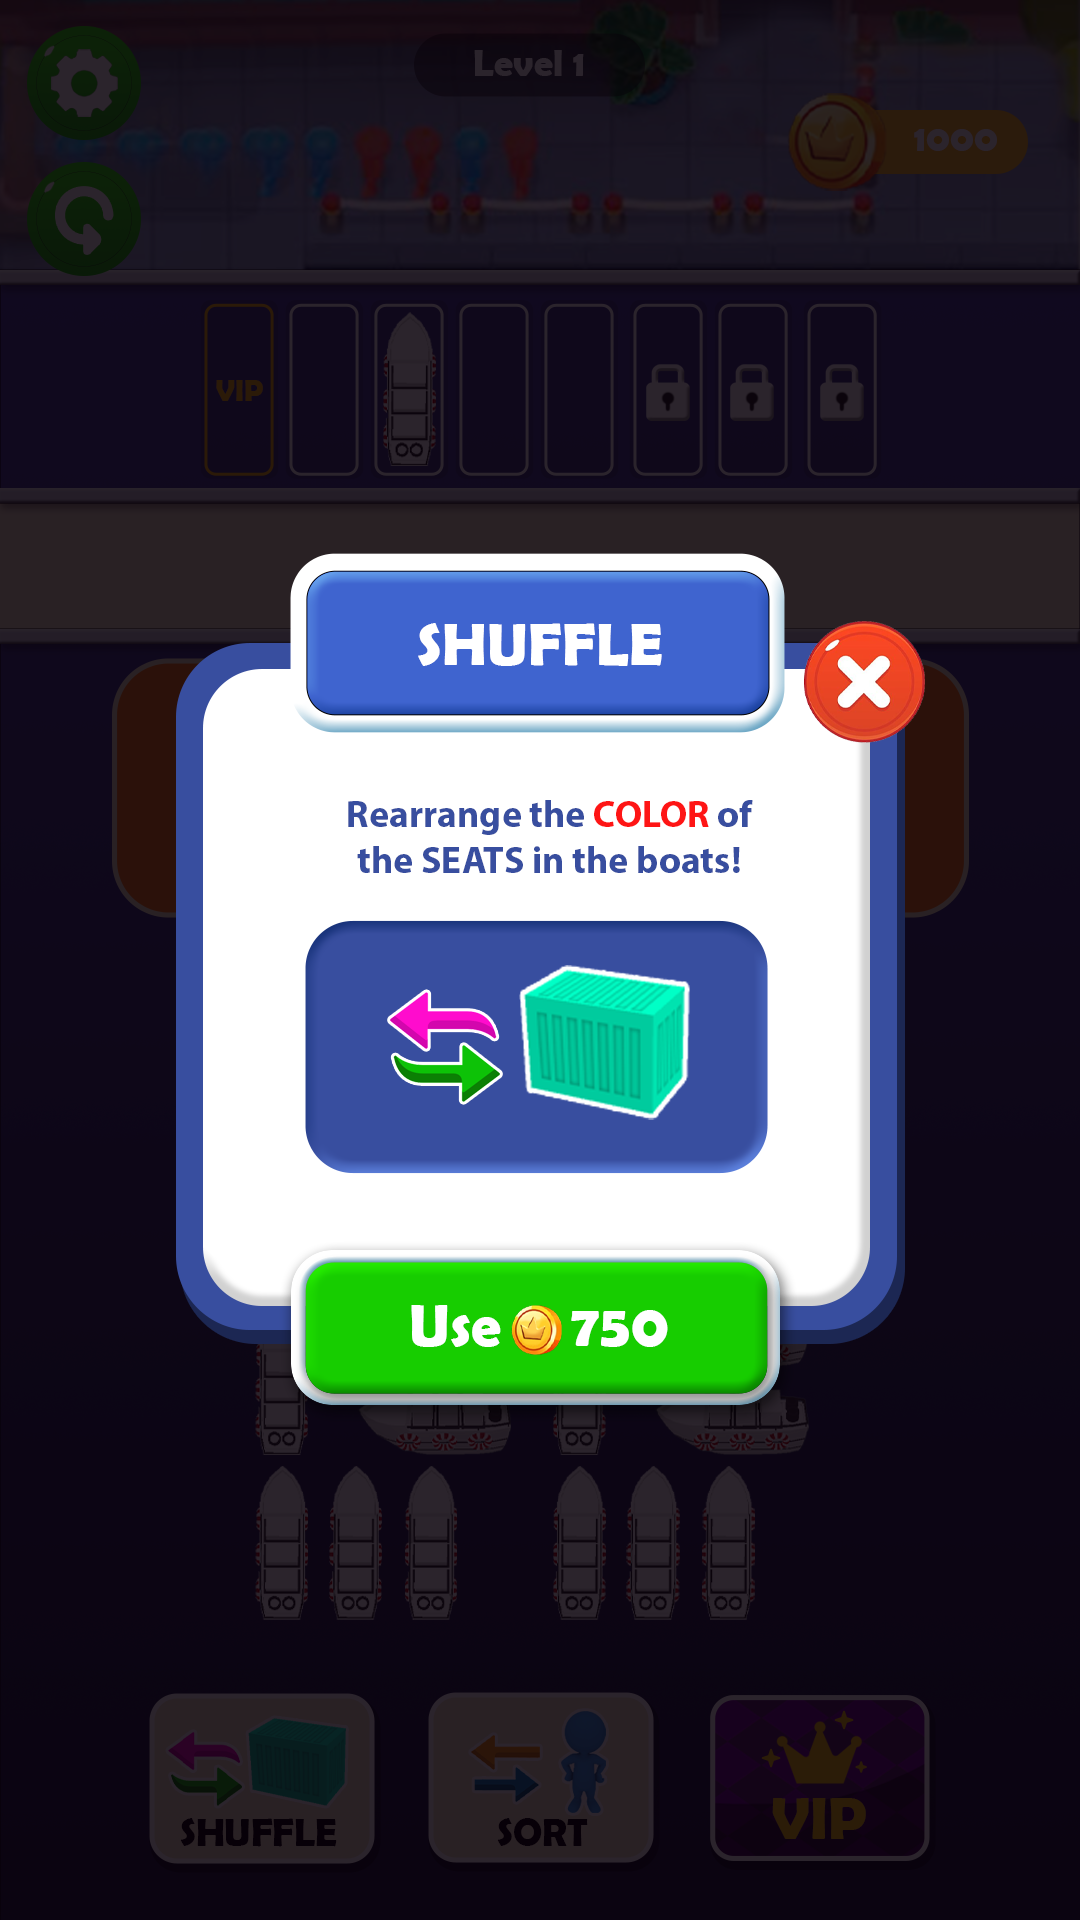 Level 1
1000
VIP
SHUFFLE
Rearrange the COLOR of
the SEATS in the boats!
Use 750
SHUFFLE
SORT
VIP